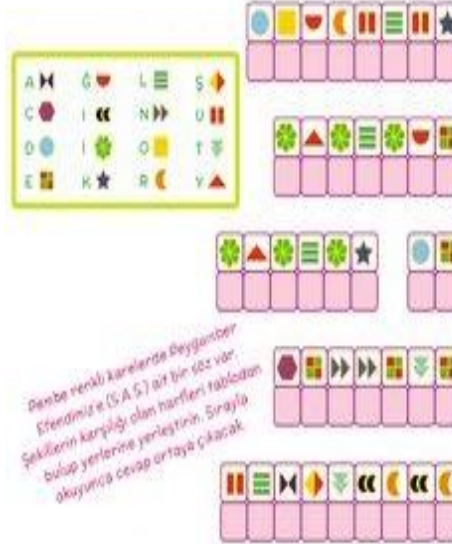 A Ğ L Ş
C I N U
D İ O T
E K R Y
Pembe renkli karelerde Peygamber
Efendimiz'e (S.A.S.) ait bir söz var.
Şekillerin karşılığı olan harfleri tablodan
bulup yerlerine yerleştirin. Sırayla
okuyunca cevap ortaya çıkacak